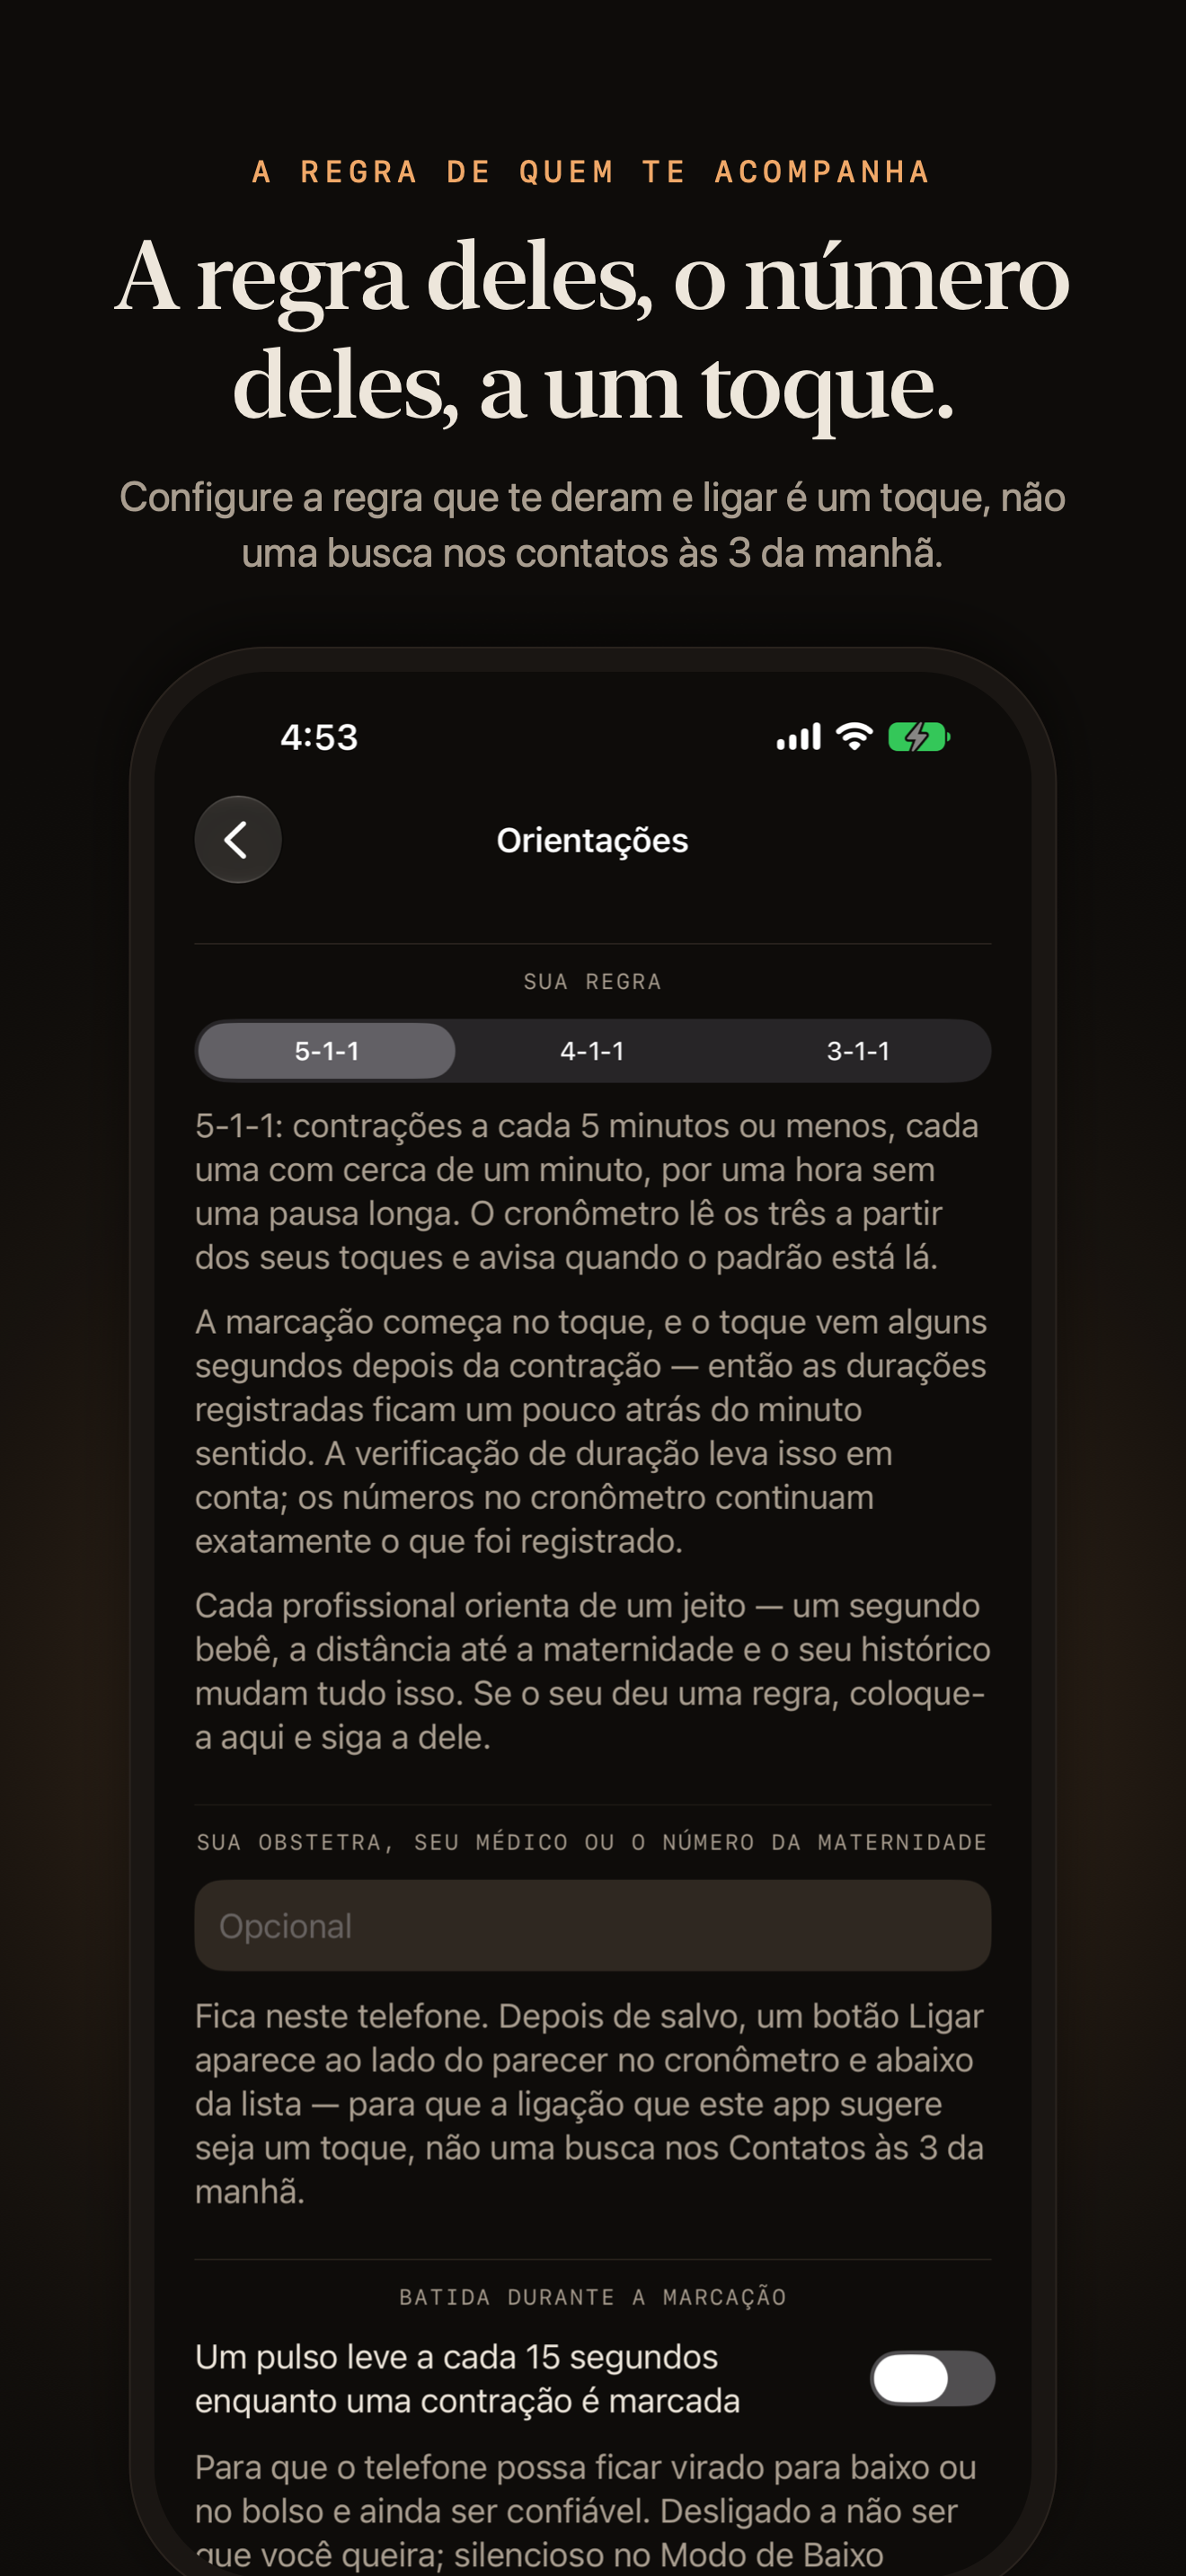 A REGRA DE QUEM TE ACOMPANHA
A regra deles, o número
deles, a um toque.
Configure a regra que te deram e ligar é um toque, não
uma busca nos contatos às 3 da manhã.
4:53
Orientações
SUA REGRA
5-1-1
4-1-1
3-1-1
5-1-1: contrações a cada 5 minutos ou menos, cada
uma com cerca de um minuto, por uma hora sem
uma pausa longa. O cronômetro lê os três a partir
dos seus toques e avisa quando o padrão está lá.
A marcação começa no toque, e o toque vem alguns
segundos depois da contração — então as durações
registradas ficam um pouco atrás do minuto
sentido. A verificação de duração leva isso em
conta; os números no cronômetro continuam
exatamente o que foi registrado.
Cada profissional orienta de um jeito — um segundo
bebê, a distância até a maternidade e o seu histórico
mudam tudo isso. Se o seu deu uma regra, coloque-
a aqui e siga a dele.
SUA OBSTETRA, SEU MÉDICO OU O NÚMERO DA MATERNIDADE
Opcional
Fica neste telefone. Depois de salvo, um botão Ligar
aparece ao lado do parecer no cronômetro e abaixo
da lista — para que a ligação que este app sugere
seja um toque, não uma busca nos Contatos às 3 da
manhã.
BATIDA DURANTE A MARCAÇÃO
Um pulso leve a cada 15 segundos
enquanto uma contração é marcada
Para que o telefone possa ficar virado para baixo ou
no bolso e ainda ser confiável. Desligado a não ser
que você queira; silencioso no Modo de Baixo